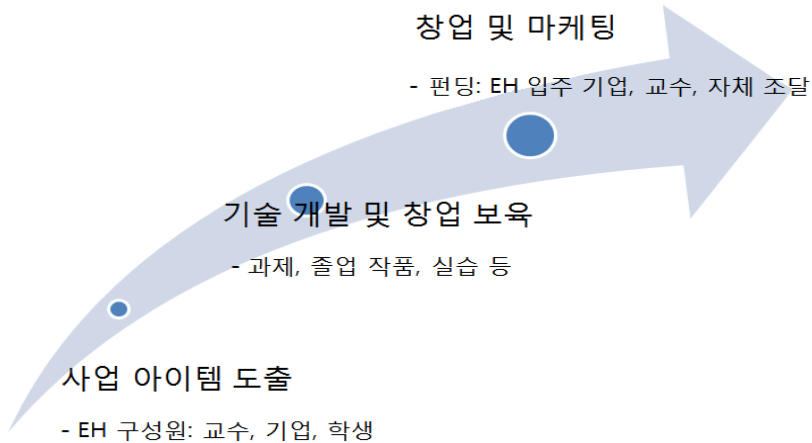 창업 및 마케팅
- 펀딩: EH 입주 기업, 교수, 자체 조달
기술 개발 및 창업 보육
- 과제, 졸업 작품, 실습 등
사업 아이템 도출
- EH 구성원: 교수, 기업, 학생